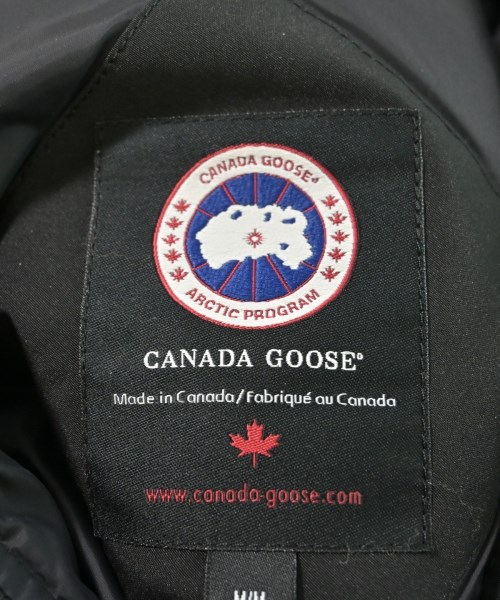 CANADA GOOSE®
ARCTIC PROGRAM
CANADA GOOSE®
Made in Canada/Fabriqué au Canada
www.canada-goose.com
M/M